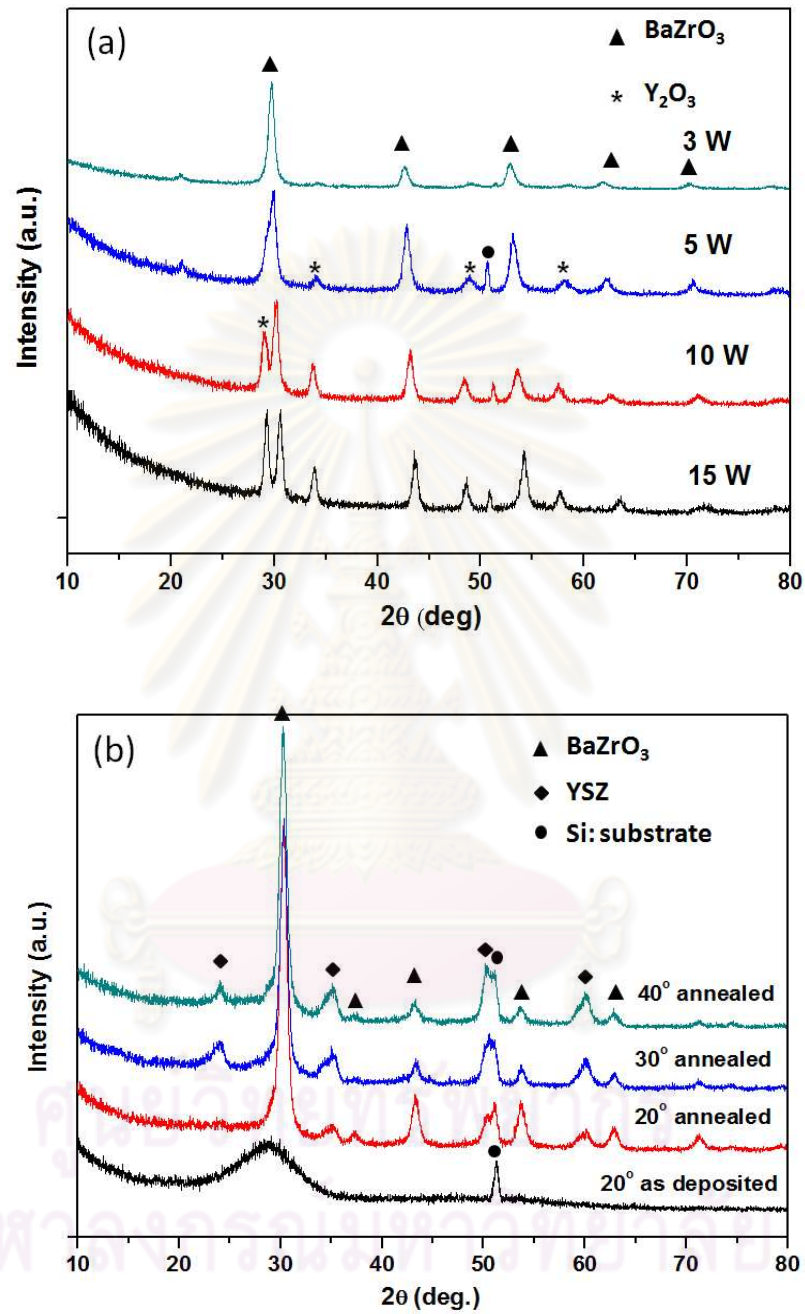 (a)
▲ BaZrO₃
* Y₂O₃
3 W
5 W
10 W
15 W
Intensity (a.u.)
10 20 30 40 50 60 70 80
2θ (deg)
(b)
▲ BaZrO₃
◆ YSZ
● Si: substrate
40° annealed
30° annealed
20° annealed
20° as deposited
Intensity (a.u.)
10 20 30 40 50 60 70 80
2θ (deg.)